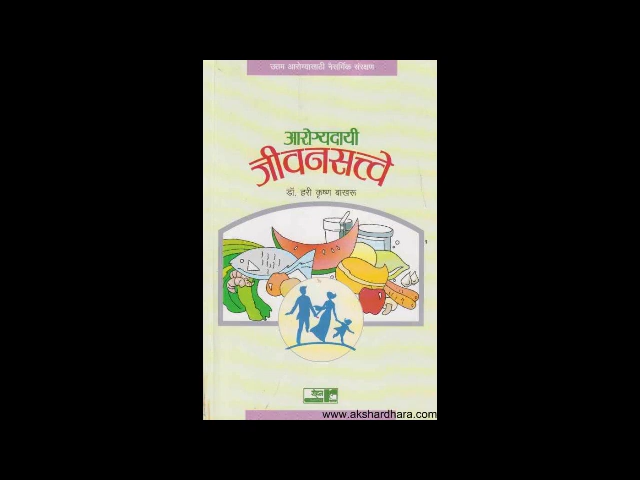 उत्तम आरोग्यासाठी नैसर्गिक संरक्षण
आरोग्यदायी
जीवनसत्त्वे
डॉ. हरी कृष्ण बाखरू
www.akshardhara.com